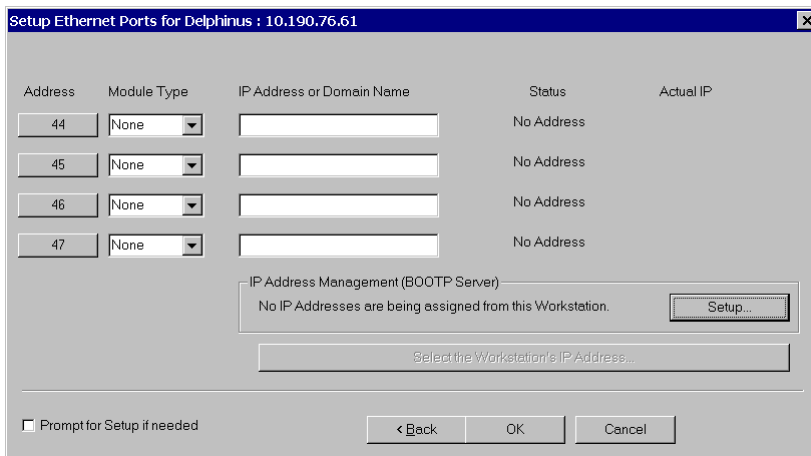 Setup Ethernet Ports for Delphinus : 10.190.76.61
Address Module Type IP Address or Domain Name Status Actual IP
44 None No Address
45 None No Address
46 None No Address
47 None No Address
IP Address Management (BOOTP Server)
No IP Addresses are being assigned from this Workstation. Setup...
Select the Workstation's IP Address...
Prompt for Setup if needed < Back OK Cancel